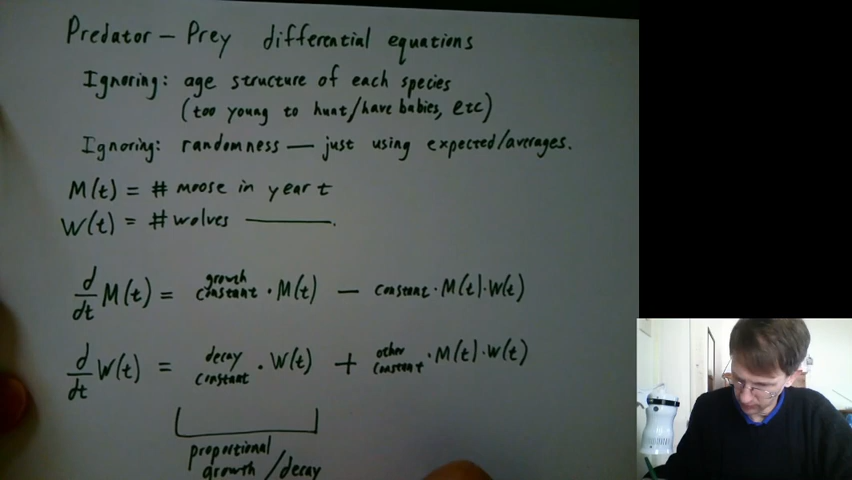 Predator - Prey differential equations
Ignoring: age structure of each species
(too young to hunt/have babies, etc)
Ignoring: randomness — just using expected/averages.
M(t) = # moose in year t
W(t) = # wolves ————.
d/dt M(t) = growth constant · M(t) — constant · M(t) · W(t)
d/dt W(t) = decay constant · W(t) + other constant · M(t) · W(t)
proportional
growth/decay